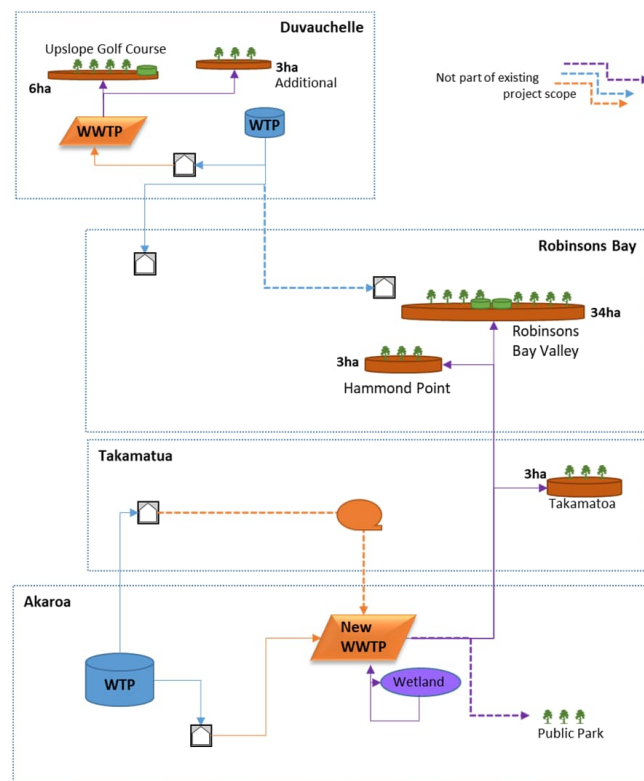 Duvauchelle
Upslope Golf Course
6ha
3ha
Additional
WWTP
WTP
Not part of existing
project scope
Robinsons Bay
34ha
Robinsons
Bay Valley
3ha
Hammond Point
Takamatua
3ha
Takamatoa
Akaroa
New
WWTP
WTP
Wetland
Public Park